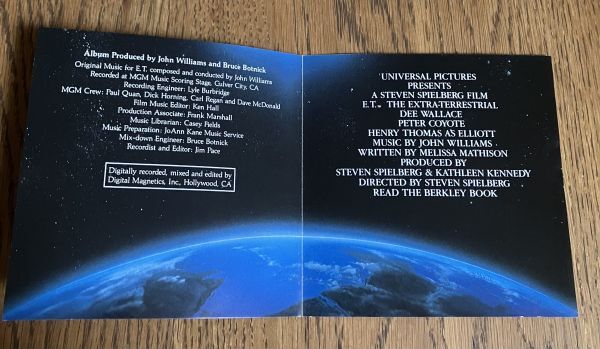 Album Produced by John Williams and Bruce Botnick
Original Music for E.T. composed and conducted by John Williams
Recorded at MGM Music Scoring Stage, Culver City, CA
Recording Engineer: Lyle Burbridge
MGM Crew: Paul Quan, Dick Horning, Carl Regan and Dave McDonald
Film Music Editor: Ken Hall
Production Associate: Frank Marshall
Music Librarian: Casey Fields
Music Preparation: JoAnn Kane Music Service
Mix-down Engineer: Bruce Botnick
Recordist and Editor: Jim Pace
Digitally recorded, mixed and edited by
Digital Magnetics, Inc., Hollywood, CA
UNIVERSAL PICTURES
PRESENTS
A STEVEN SPIELBERG FILM
E.T. THE EXTRA-TERRESTRIAL
DEE WALLACE
PETER COYOTE
HENRY THOMAS AS ELLIOTT
MUSIC BY JOHN WILLIAMS
WRITTEN BY MELISSA MATHISON
PRODUCED BY
STEVEN SPIELBERG & KATHLEEN KENNEDY
DIRECTED BY STEVEN SPIELBERG
READ THE BERKLEY BOOK